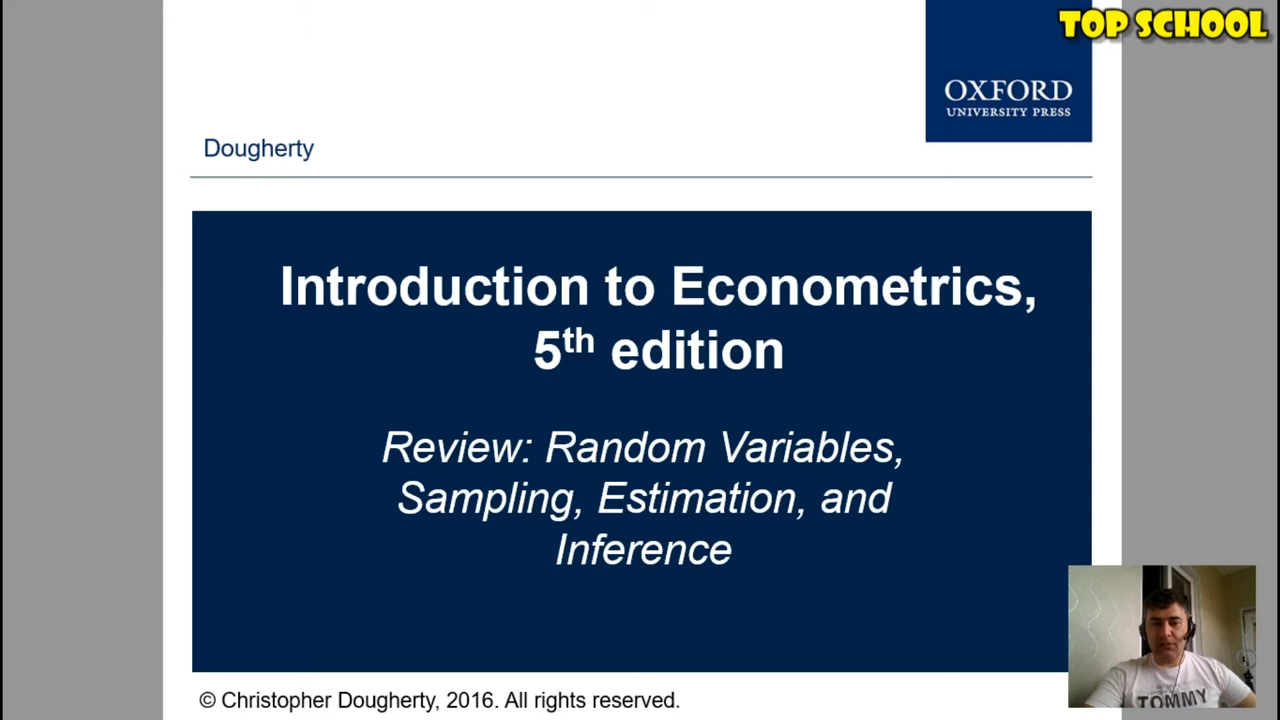 TOP SCHOOL
OXFORD
UNIVERSITY PRESS
Dougherty
Introduction to Econometrics,
5th edition
Review: Random Variables,
Sampling, Estimation, and
Inference
TOMMY
© Christopher Dougherty, 2016. All rights reserved.